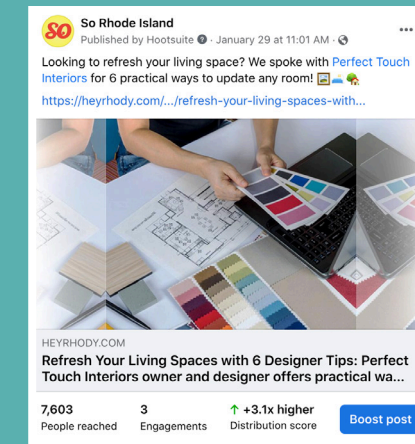 SO
So Rhode Island
Published by Hootsuite · January 29 at 11:01 AM ·
Looking to refresh your living space? We spoke with Perfect Touch
Interiors for 6 practical ways to update any room!
https://heyrhody.com/.../refresh-your-living-spaces-with...
HEYRHODY.COM
Refresh Your Living Spaces with 6 Designer Tips: Perfect
Touch Interiors owner and designer offers practical wa...
7,603 3 ↑ +3.1x higher
People reached Engagements Distribution score
Boost post